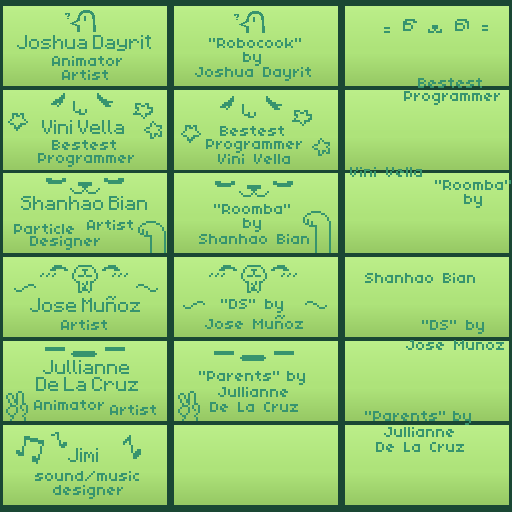 Joshua Dayrit
Animator
Artist
"Robocook"
by
Joshua Dayrit
Bestest
Programmer
Vini Vella
Bestest
Programmer
Bestest
Programmer
Vini Vella
Vini Vella
Shanhao Bian
Particle Artist
Designer
"Roomba"
by
Shanhao Bian
"Roomba"
by
Jose Muñoz
Artist
"DS" by
Jose Muñoz
Shanhao Bian
"DS" by
Jose Munoz
Jullianne
De La Cruz
Animator Artist
"Parents" by
Jullianne
De La Cruz
"Parents" by
Jullianne
De La Cruz
Jimi
sound/music
designer